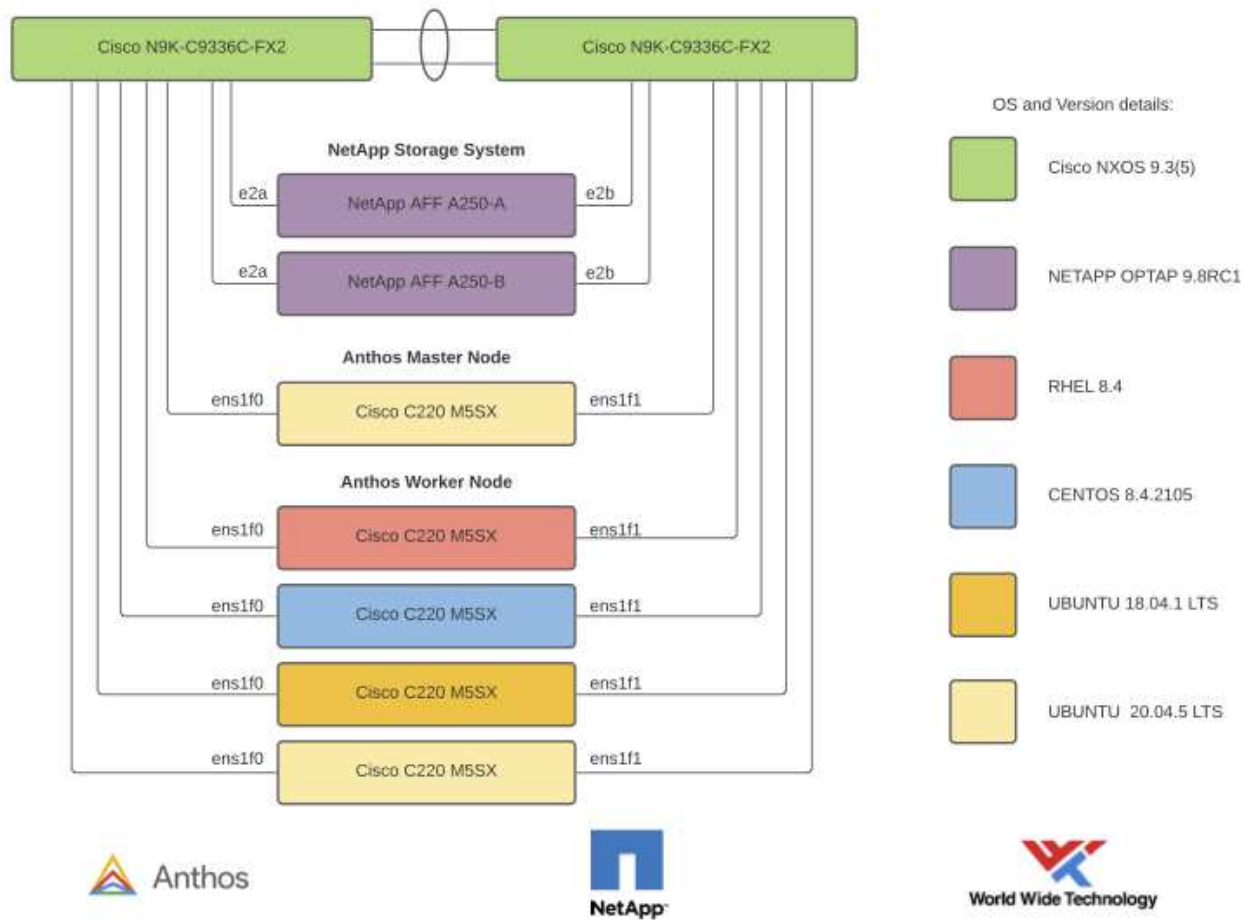 Cisco N9K-C9336C-FX2
Cisco N9K-C9336C-FX2
NetApp Storage System
e2a
NetApp AFF A250-A
e2b
e2a
NetApp AFF A250-B
e2b
Anthos Master Node
ens1f0
Cisco C220 M5SX
ens1f1
Anthos Worker Node
ens1f0
Cisco C220 M5SX
ens1f1
ens1f0
Cisco C220 M5SX
ens1f1
ens1f0
Cisco C220 M5SX
ens1f1
ens1f0
Cisco C220 M5SX
ens1f1
OS and Version details:
Cisco NXOS 9.3(5)
NETAPP OPTAP 9.8RC1
RHEL 8.4
CENTOS 8.4.2105
UBUNTU 18.04.1 LTS
UBUNTU 20.04.5 LTS
Anthos
NetApp™
World Wide Technology